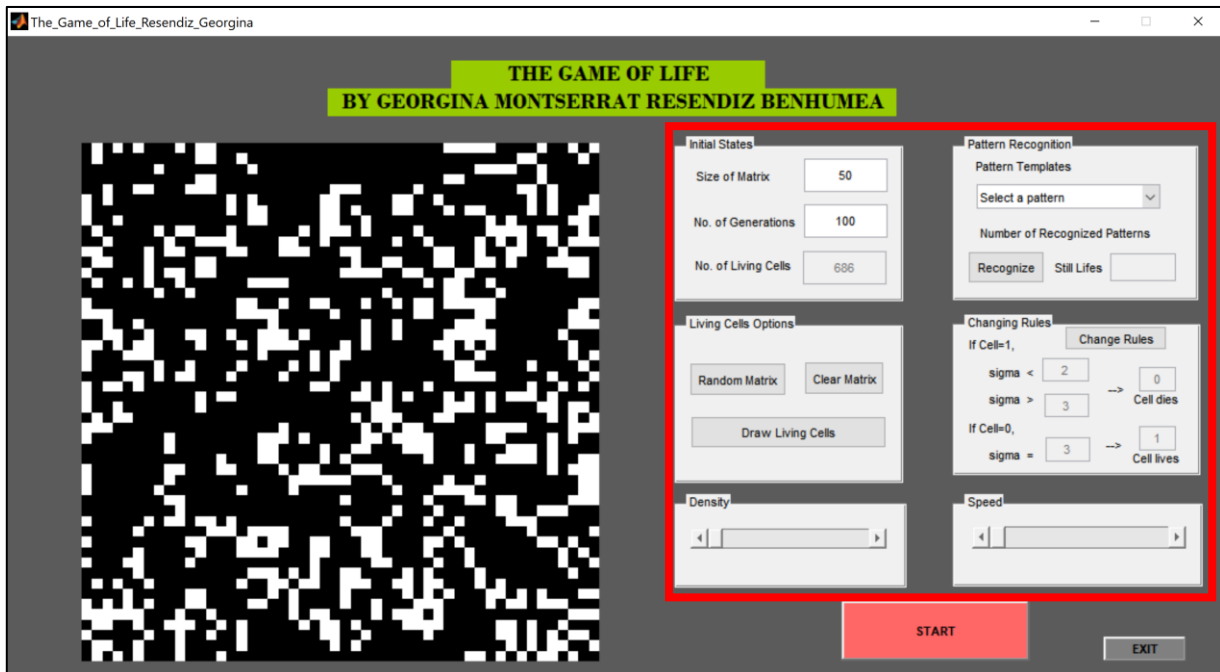 The_Game_of_Life_Resendiz_Georgina
THE GAME OF LIFE
BY GEORGINA MONTSERRAT RESENDIZ BENHUMEA
Initial States
Size of Matrix 50
No. of Generations 100
No. of Living Cells 686
Living Cells Options
Random Matrix Clear Matrix
Draw Living Cells
Density
Pattern Recognition
Pattern Templates
Select a pattern
Number of Recognized Patterns
Recognize Still Lifes
Changing Rules
Change Rules
If Cell=1,
sigma < 2
--> 0
sigma > 3
Cell dies
If Cell=0,
sigma = 3 --> 1
Cell lives
Speed
START
EXIT